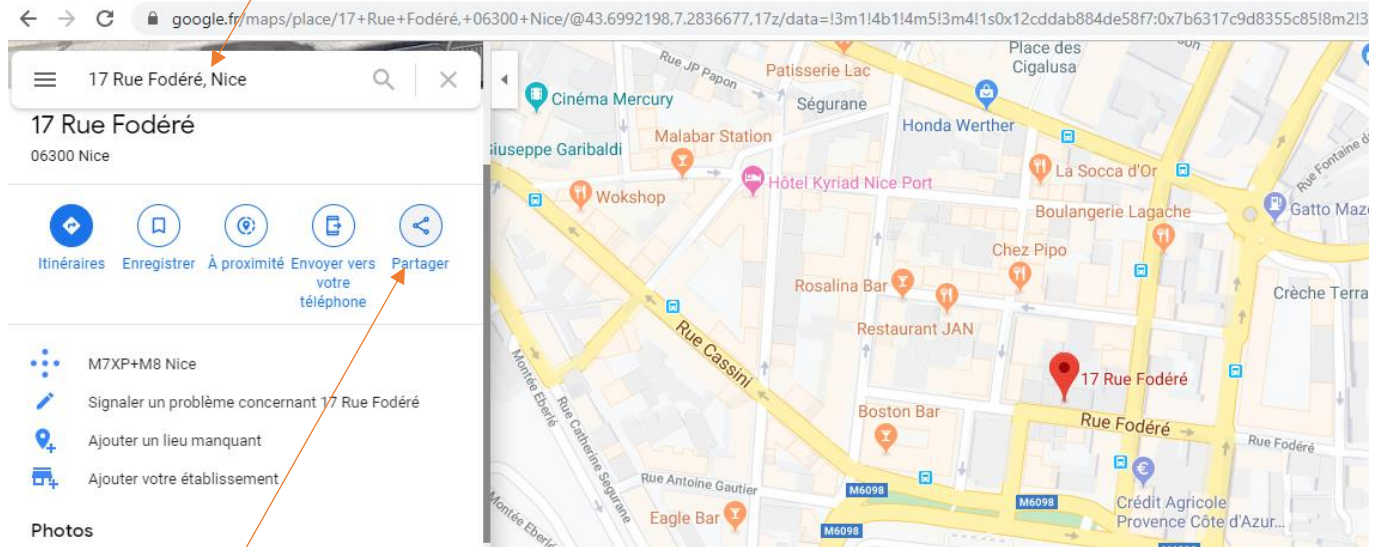 google.fr/maps/place/17+Rue+Fodéré,+06300+Nice/@43.6992198,7.2836677,17z/data=!3m1!4b1!4m5!3m4!1s0x12cddab884de58f7:0x7b6317c9d8355c85!8m2!3
17 Rue Fodéré, Nice
17 Rue Fodéré
06300 Nice
Itinéraires
Enregistrer
À proximité
Envoyer vers
votre
téléphone
Partager
M7XP+M8 Nice
Signaler un problème concernant 17 Rue Fodéré
Ajouter un lieu manquant
Ajouter votre établissement
Photos
Place des
Cigalusa
Rue JP Papon
Patisserie Lac
Ségurane
Cinéma Mercury
Honda Werther
Malabar Station
Giuseppe Garibaldi
La Socca d'Or
Rue Fontaine d
Hôtel Kyriad Nice Port
Wokshop
Boulangerie Lagache
Gatto Maz
Chez Pipo
Rosalina Bar
Crèche Terra
Restaurant JAN
Rue Cassini
Montée Eberlé
17 Rue Fodéré
Rue Catherine Segurane
Boston Bar
Rue Fodéré
Rue Fodéré
Rue Antoine Gautier
M6098
M6098
Crédit Agricole
Provence Côte d'Azur...
Montée Eberlé
Eagle Bar
M6098